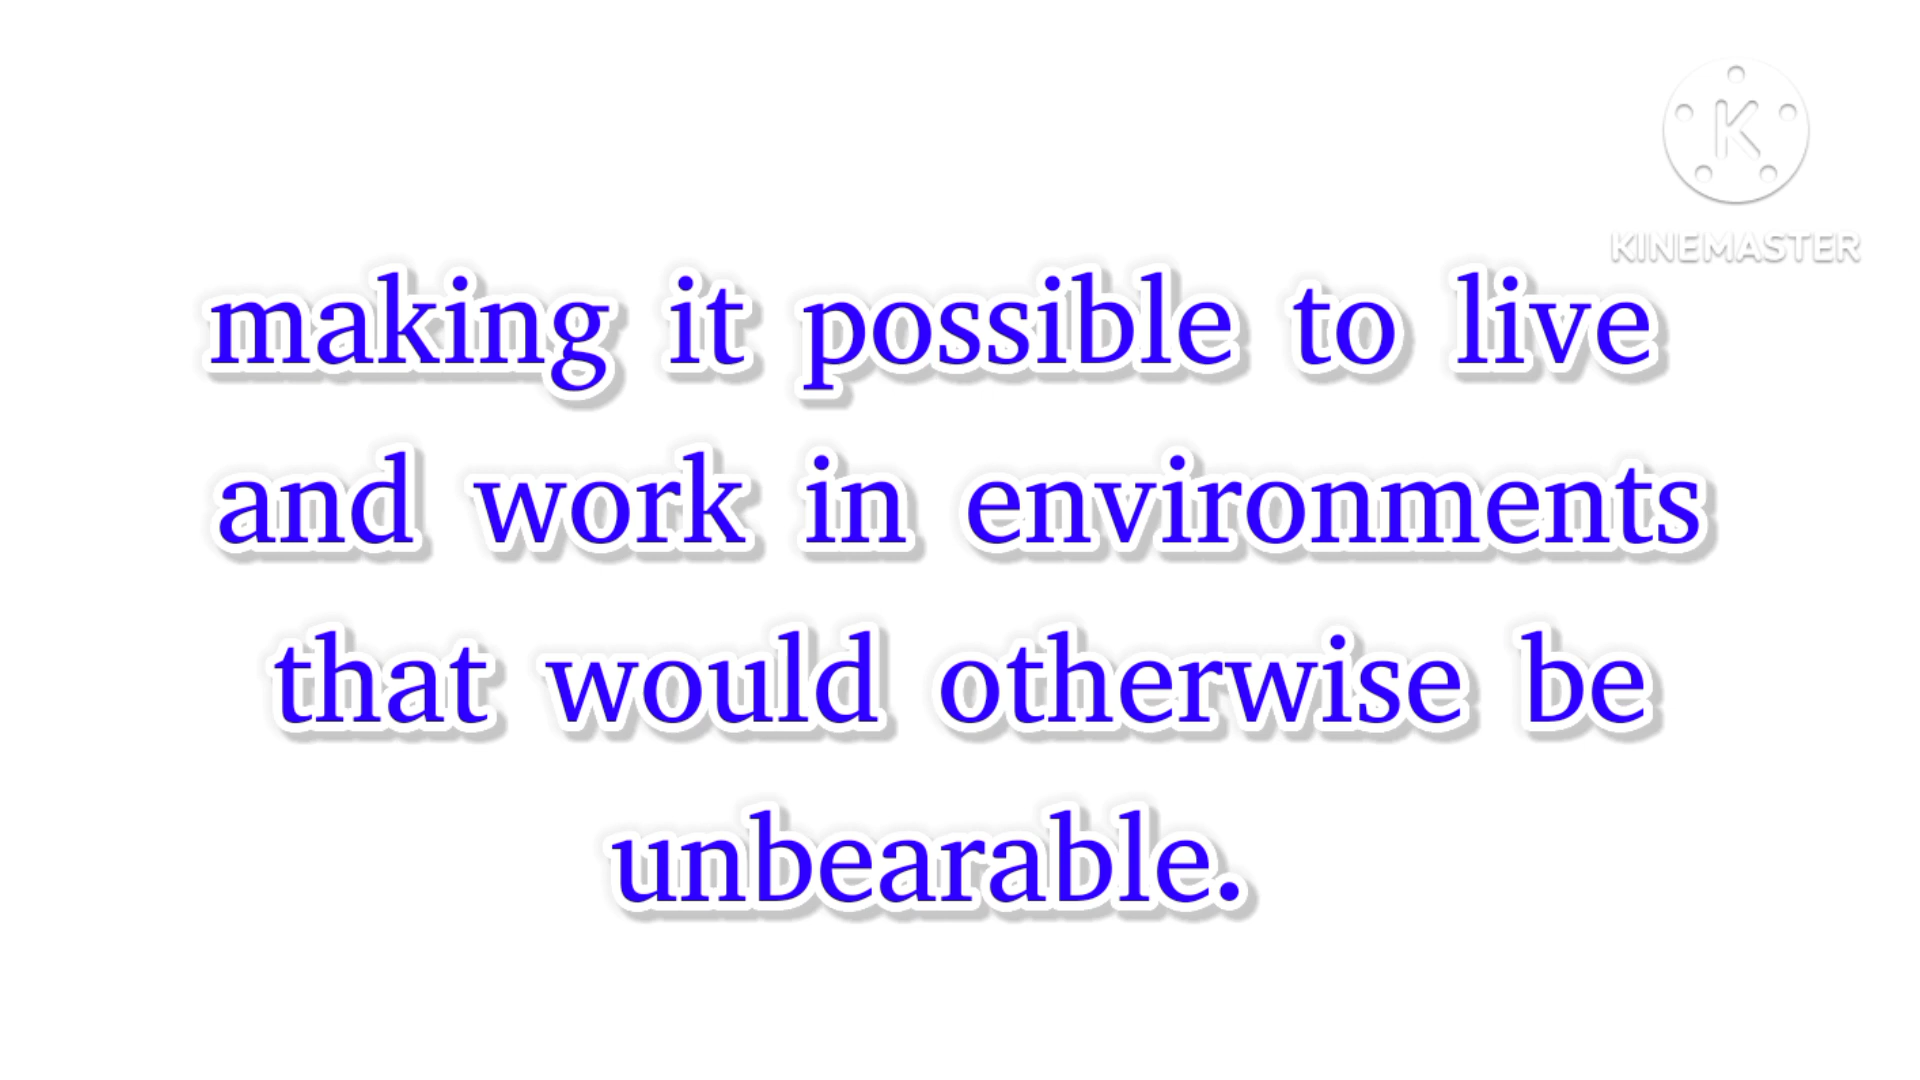 K
KINEMASTER
making it possible to live
and work in environments
that would otherwise be
unbearable.